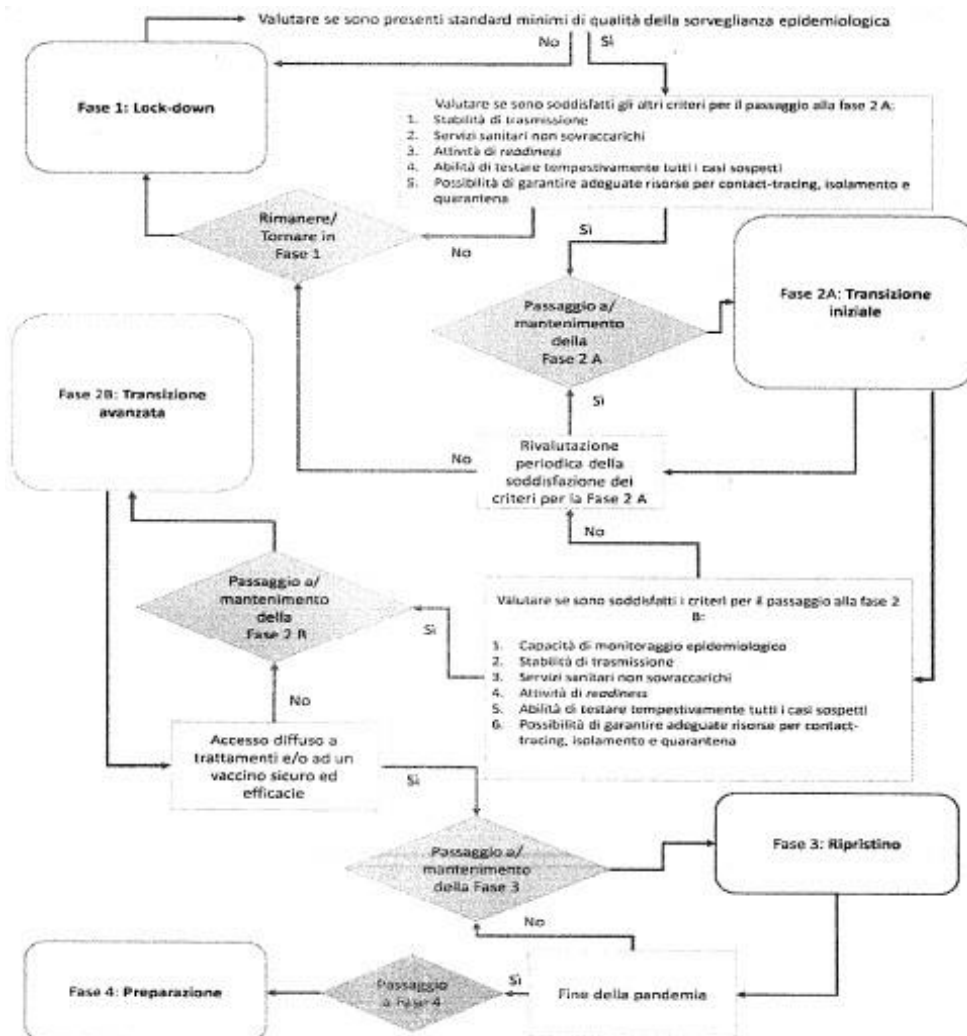 Valutare se sono presenti standard minimi di qualità della sorveglianza epidemiologica
No
Sì
Fase 1: Lock-down
Valutare se sono soddisfatti gli altri criteri per il passaggio alla fase 2 A:
1. Stabilità di trasmissione
2. Servizi sanitari non sovraccarichi
3. Attività di readiness
4. Abilità di testare tempestivamente tutti i casi sospetti
5. Possibilità di garantire adeguate risorse per contact-tracing, isolamento e
quarantena
Rimanere/
Tornare in
Fase 1
No
Sì
Passaggio a/
mantenimento
della
Fase 2 A
Fase 2A: Transizione
iniziale
Fase 2B: Transizione
avanzata
Sì
No
Rivalutazione
periodica della
soddisfazione dei
criteri per la Fase 2 A
No
Passaggio a/
mantenimento
della
Fase 2 B
Sì
Valutare se sono soddisfatti i criteri per il passaggio alla fase 2
B:
1. Capacità di monitoraggio epidemiologico
2. Stabilità di trasmissione
3. Servizi sanitari non sovraccarichi
4. Attività di readiness
5. Abilità di testare tempestivamente tutti i casi sospetti
6. Possibilità di garantire adeguate risorse per contact-
tracing, isolamento e quarantena
No
Accesso diffuso a
trattamenti e/o ad un
vaccino sicuro ed
efficacie
Sì
Passaggio a/
mantenimento
della Fase 3
Fase 3: Ripristino
No
Fase 4: Preparazione
Passaggio
a Fase 4
Sì
Fine della pandemia